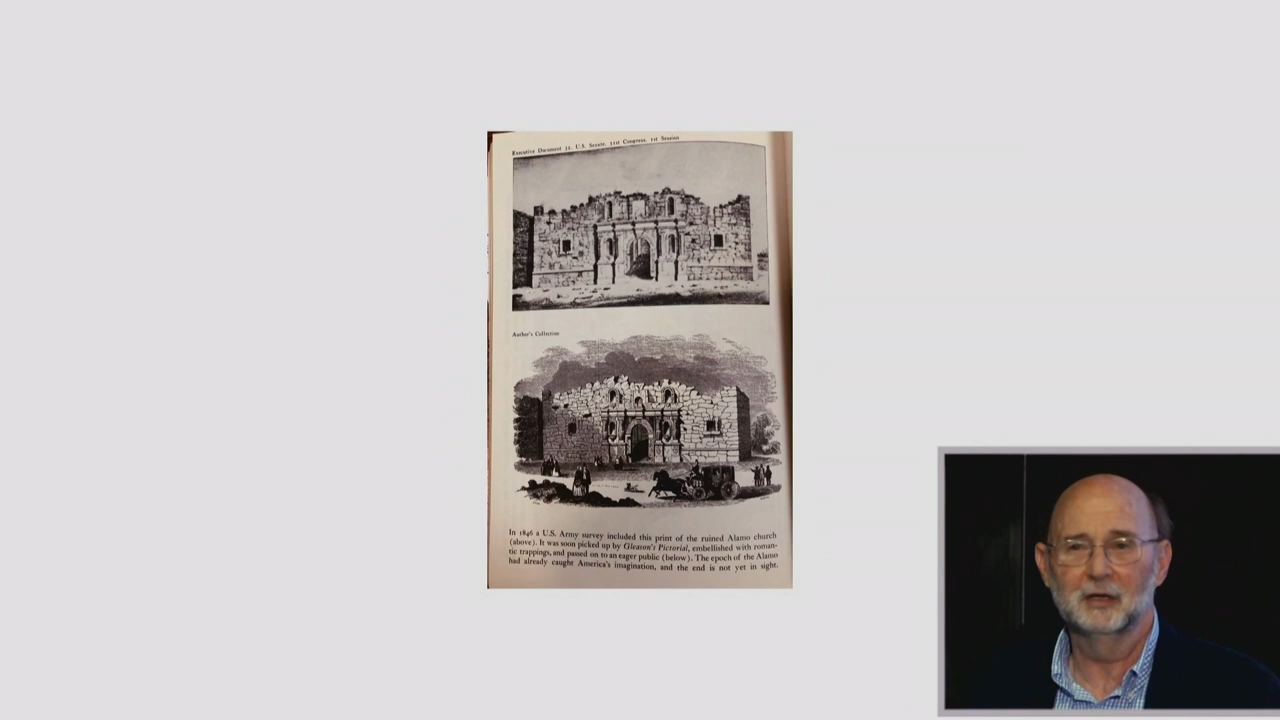 Executive Document 32, U.S. Senate, 31st Congress, 1st Session
Author's Collection
In 1846 a U.S. Army survey included this print of the ruined Alamo church
(above). It was soon picked up by Gleason's Pictorial, embellished with roman-
tic trappings, and passed on to an eager public (below). The epoch of the Alamo
had already caught America's imagination, and the end is not yet in sight.